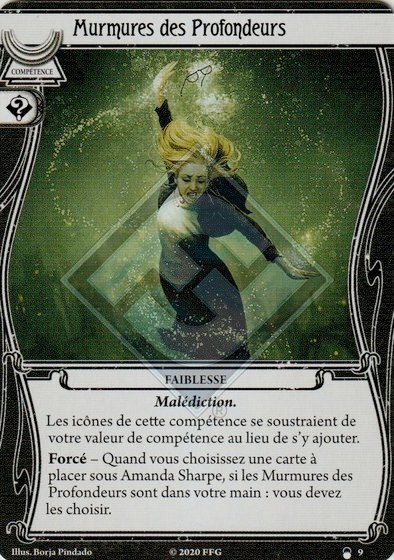 Murmures des Profondeurs
COMPÉTENCE
?
FAIBLESSE
Malédiction.
Les icônes de cette compétence se soustraient de
votre valeur de compétence au lieu de s'y ajouter.
Forcé – Quand vous choisissez une carte à
placer sous Amanda Sharpe, si les Murmures des
Profondeurs sont dans votre main : vous devez
les choisir.
Illus. Borja Pindado
© 2020 FFG
9